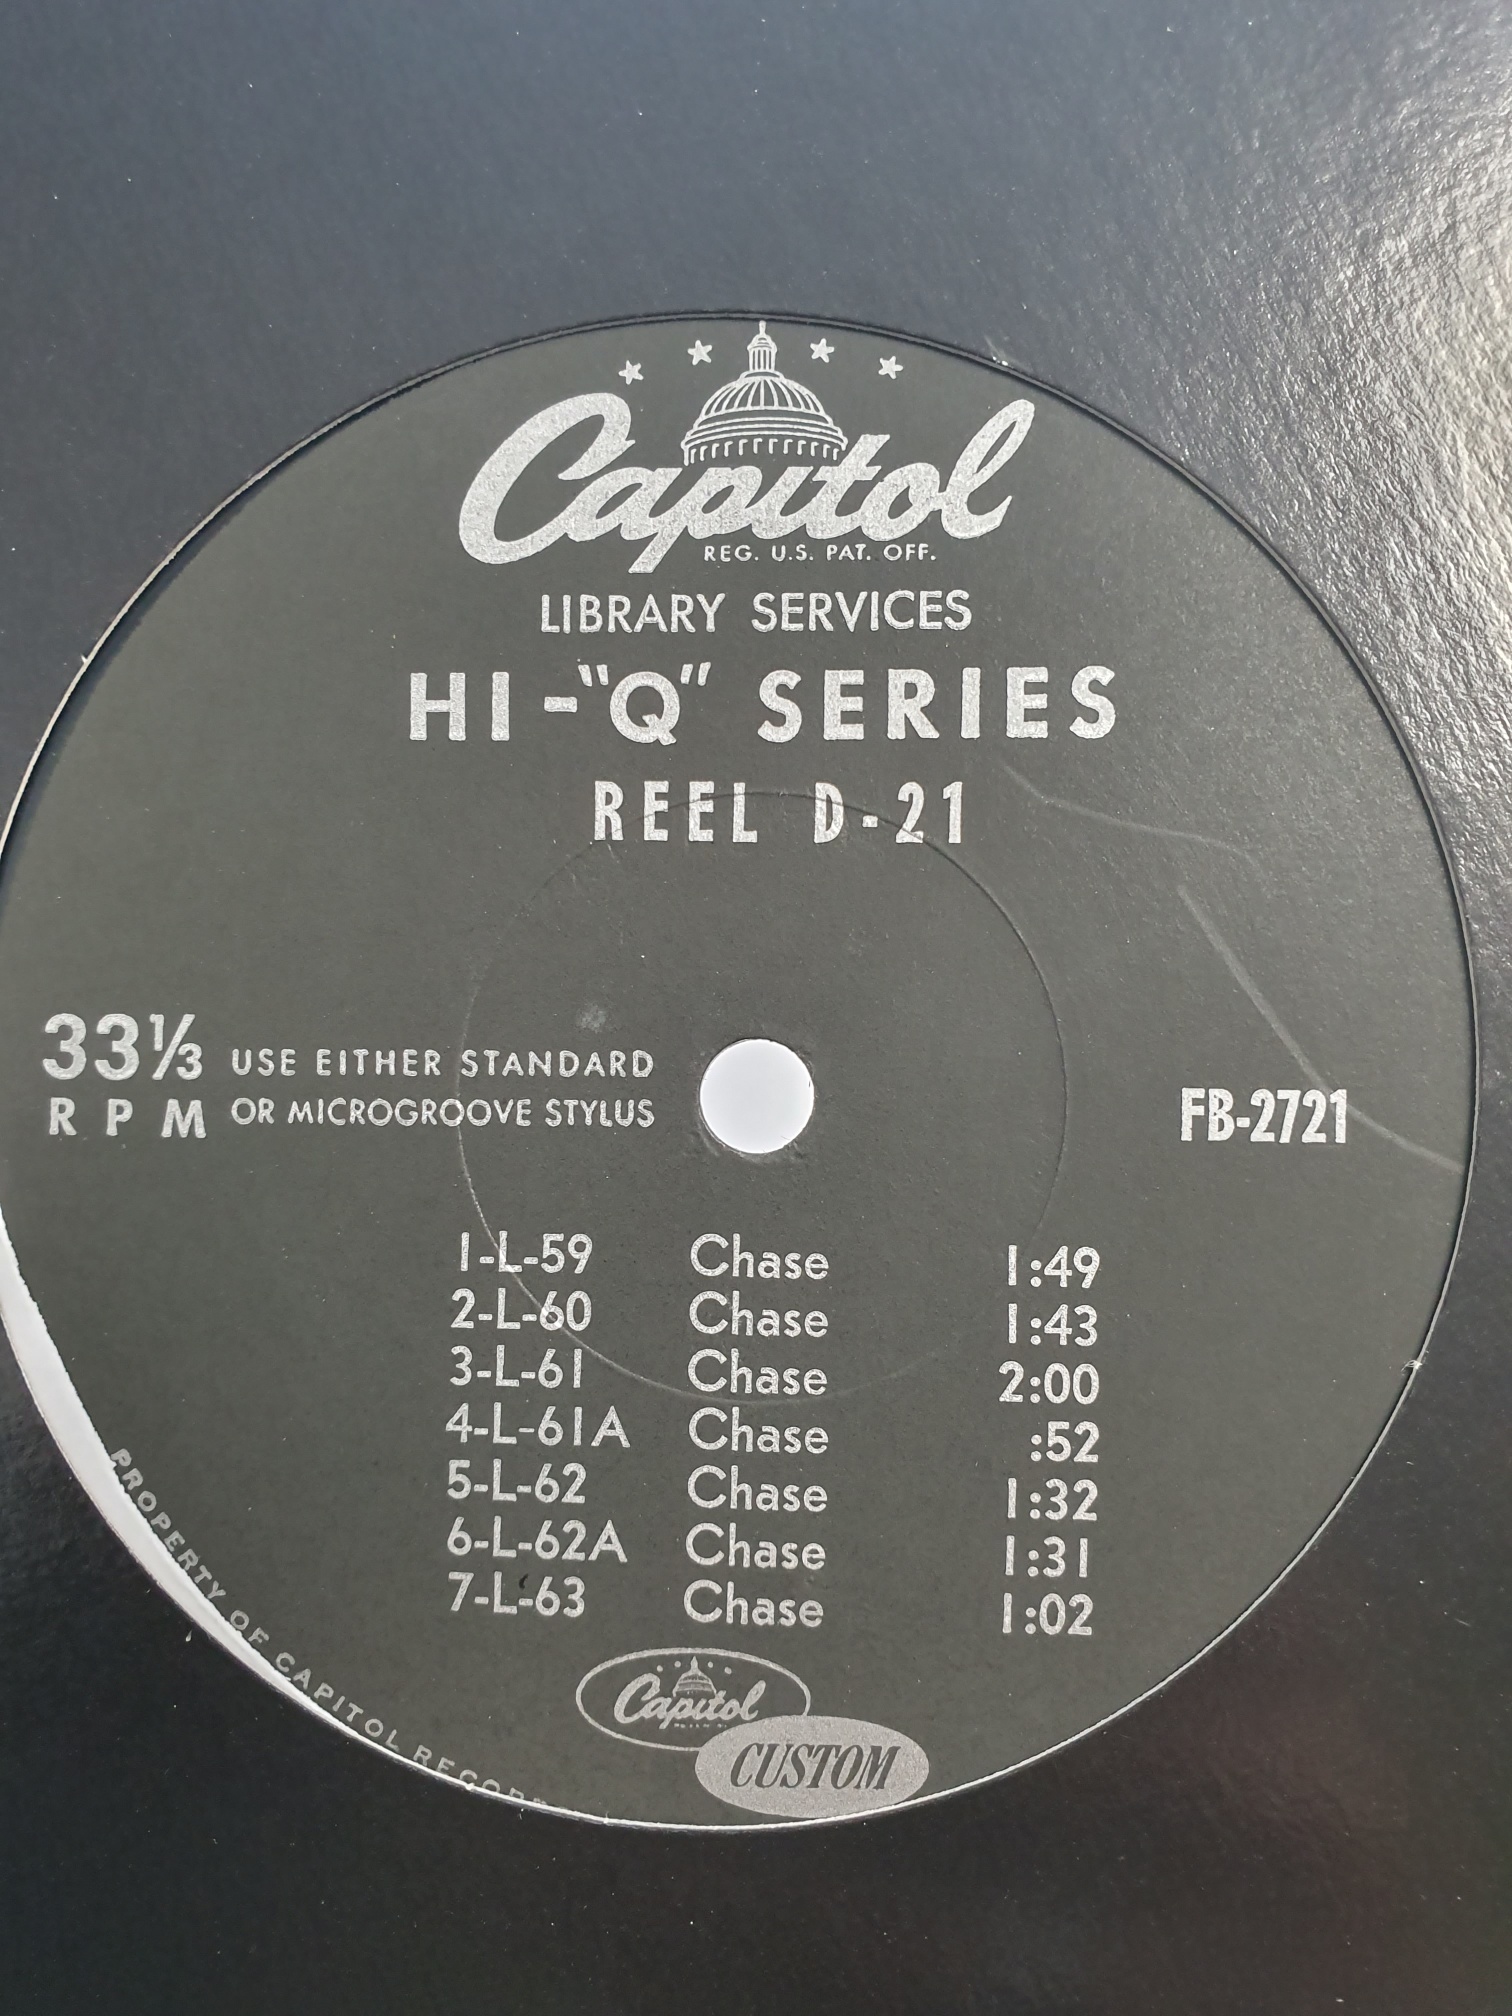 Capitol
REG. U.S. PAT. OFF.
LIBRARY SERVICES
HI-"Q" SERIES
REEL D-21
33⅓ USE EITHER STANDARD
RPM OR MICROGROOVE STYLUS
FB-2721
1-L-59 Chase 1:49
2-L-60 Chase 1:43
3-L-61 Chase 2:00
4-L-61A Chase :52
5-L-62 Chase 1:32
6-L-62A Chase 1:31
7-L-63 Chase 1:02
Capitol
CUSTOM
PROPERTY OF CAPITOL RECORD